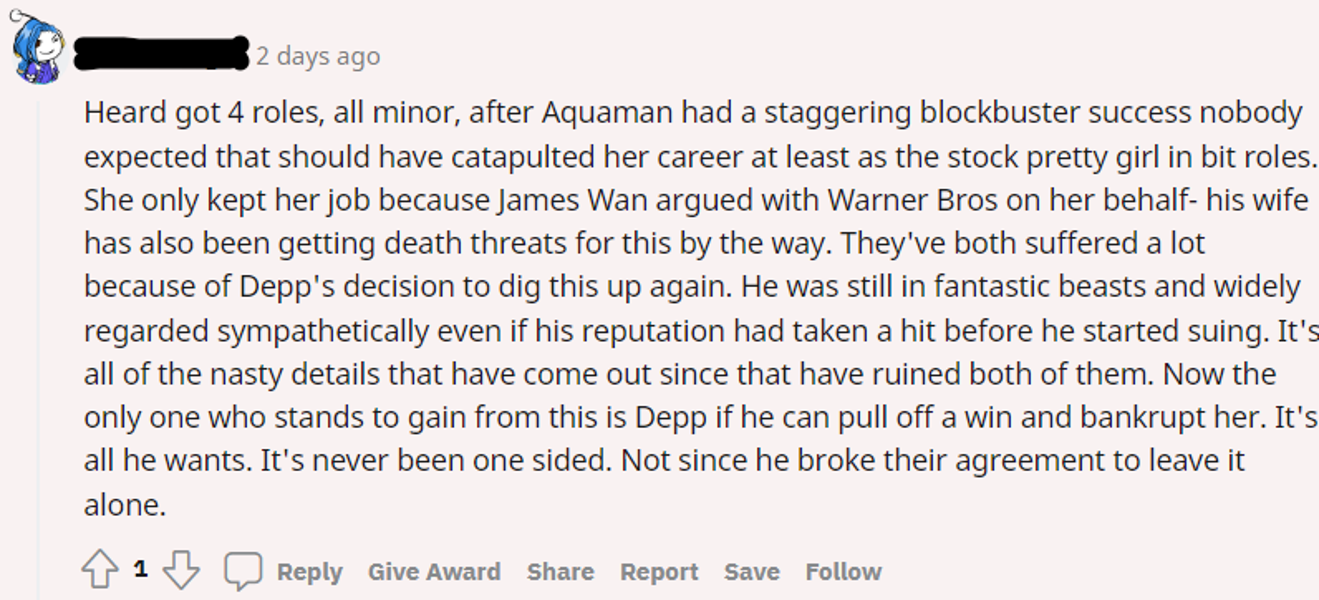 2 days ago
Heard got 4 roles, all minor, after Aquaman had a staggering blockbuster success nobody
expected that should have catapulted her career at least as the stock pretty girl in bit roles.
She only kept her job because James Wan argued with Warner Bros on her behalf- his wife
has also been getting death threats for this by the way. They've both suffered a lot
because of Depp's decision to dig this up again. He was still in fantastic beasts and widely
regarded sympathetically even if his reputation had taken a hit before he started suing. It's
all of the nasty details that have come out since that have ruined both of them. Now the
only one who stands to gain from this is Depp if he can pull off a win and bankrupt her. It's
all he wants. It's never been one sided. Not since he broke their agreement to leave it
alone.
1 Reply Give Award Share Report Save Follow